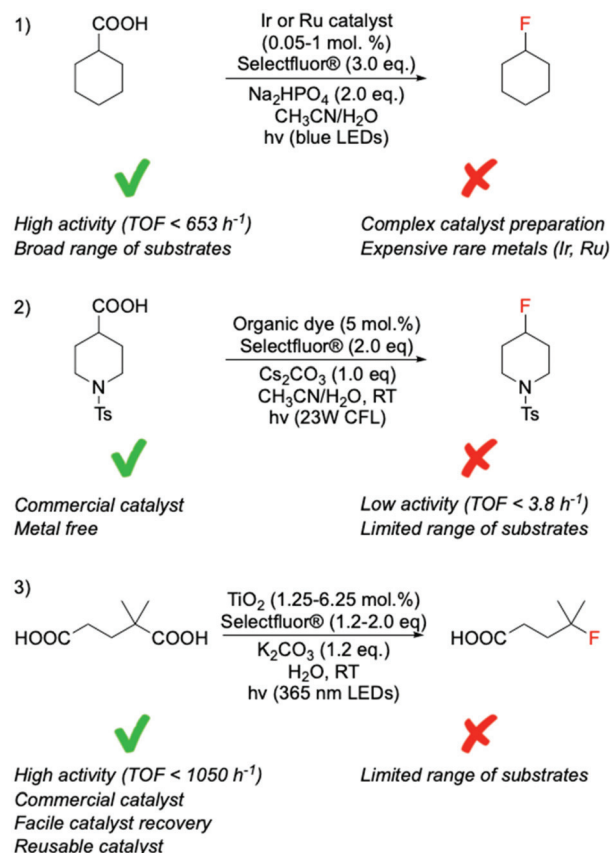 1)
COOH
Ir or Ru catalyst
(0.05-1 mol. %)
Selectfluor® (3.0 eq.)
Na₂HPO₄ (2.0 eq.)
CH₃CN/H₂O
hv (blue LEDs)
F
High activity (TOF < 653 h⁻¹)
Broad range of substrates
Complex catalyst preparation
Expensive rare metals (Ir, Ru)
2)
COOH
N
Ts
Organic dye (5 mol.%)
Selectfluor® (2.0 eq)
Cs₂CO₃ (1.0 eq)
CH₃CN/H₂O, RT
hv (23W CFL)
F
N
Ts
Commercial catalyst
Metal free
Low activity (TOF < 3.8 h⁻¹)
Limited range of substrates
3)
HOOC
COOH
TiO₂ (1.25-6.25 mol.%)
Selectfluor® (1.2-2.0 eq)
K₂CO₃ (1.2 eq.)
H₂O, RT
hv (365 nm LEDs)
HOOC
F
High activity (TOF < 1050 h⁻¹)
Commercial catalyst
Facile catalyst recovery
Reusable catalyst
Limited range of substrates